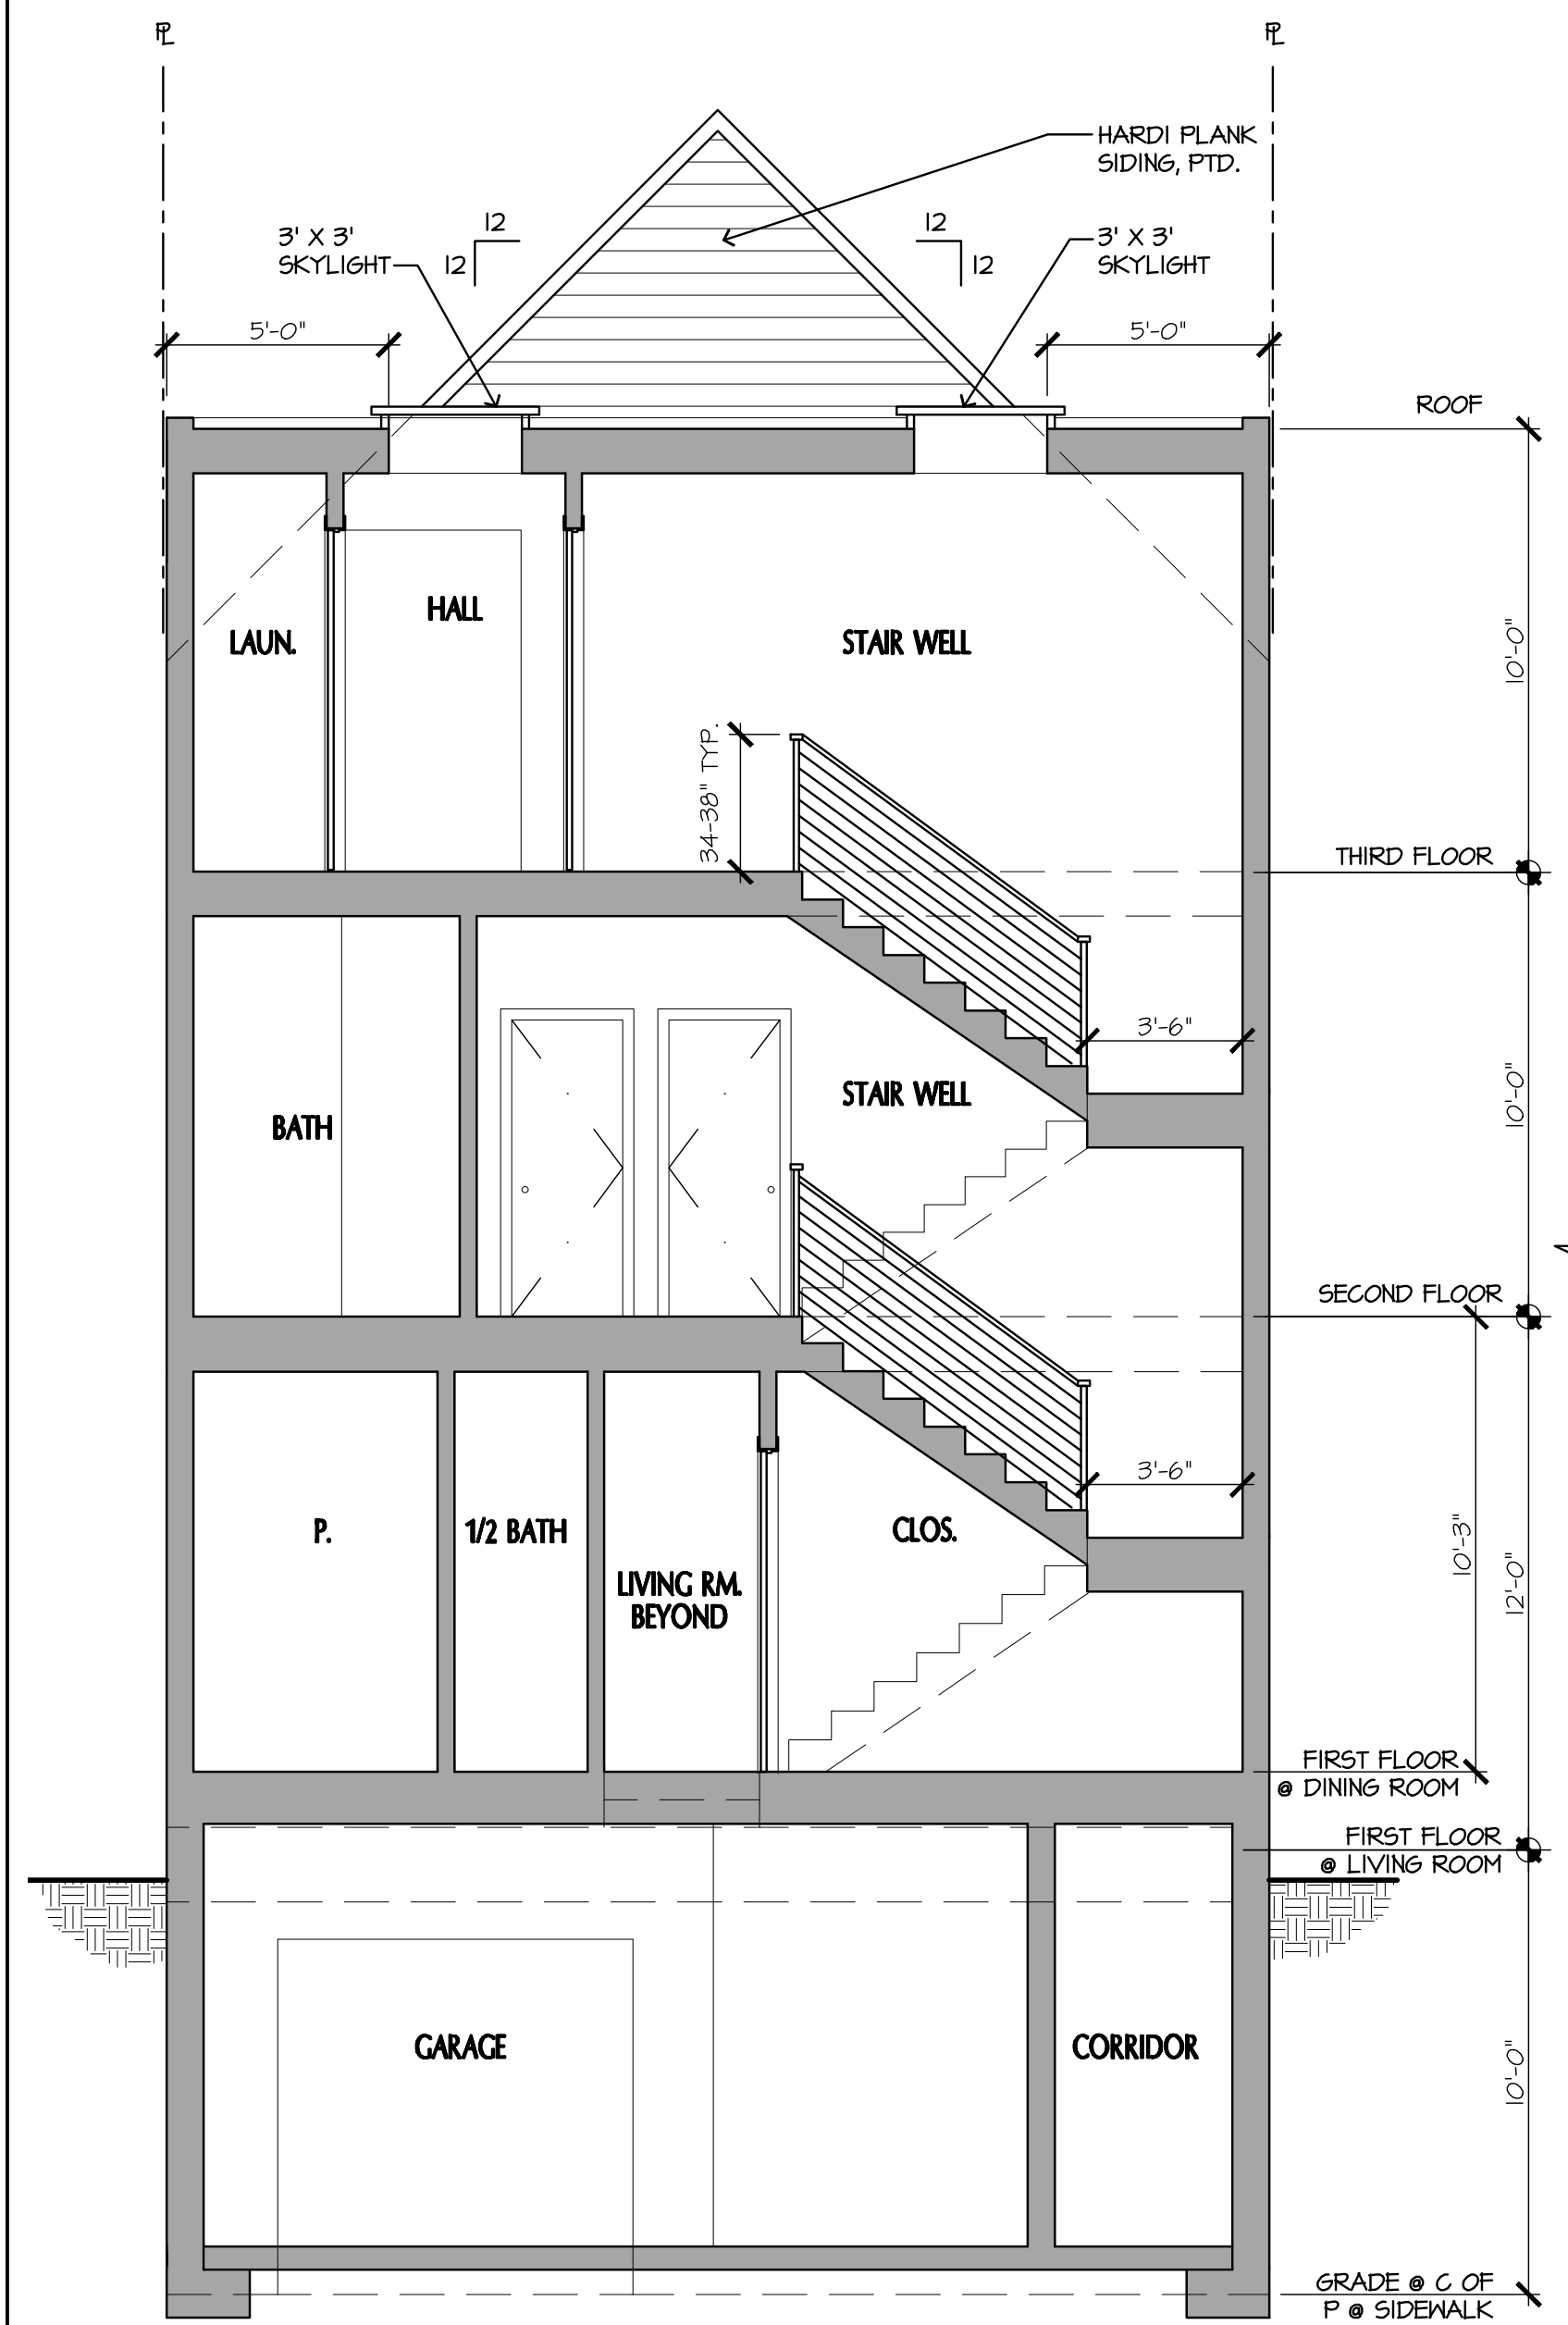 PL
PL
HARDI PLANK
SIDING, PTD.
12
12
3' X 3'
SKYLIGHT
12
12
3' X 3'
SKYLIGHT
5'-0"
5'-0"
ROOF
HALL
LAUN.
STAIR WELL
10'-0"
34-38" TYP.
THIRD FLOOR
3'-6"
STAIR WELL
BATH
10'-0"
SECOND FLOOR
3'-6"
P.
1/2 BATH
CLOS.
LIVING RM.
BEYOND
10'-3"
12'-0"
FIRST FLOOR
@ DINING ROOM
FIRST FLOOR
@ LIVING ROOM
GARAGE
CORRIDOR
10'-0"
GRADE @ C OF
P @ SIDEWALK